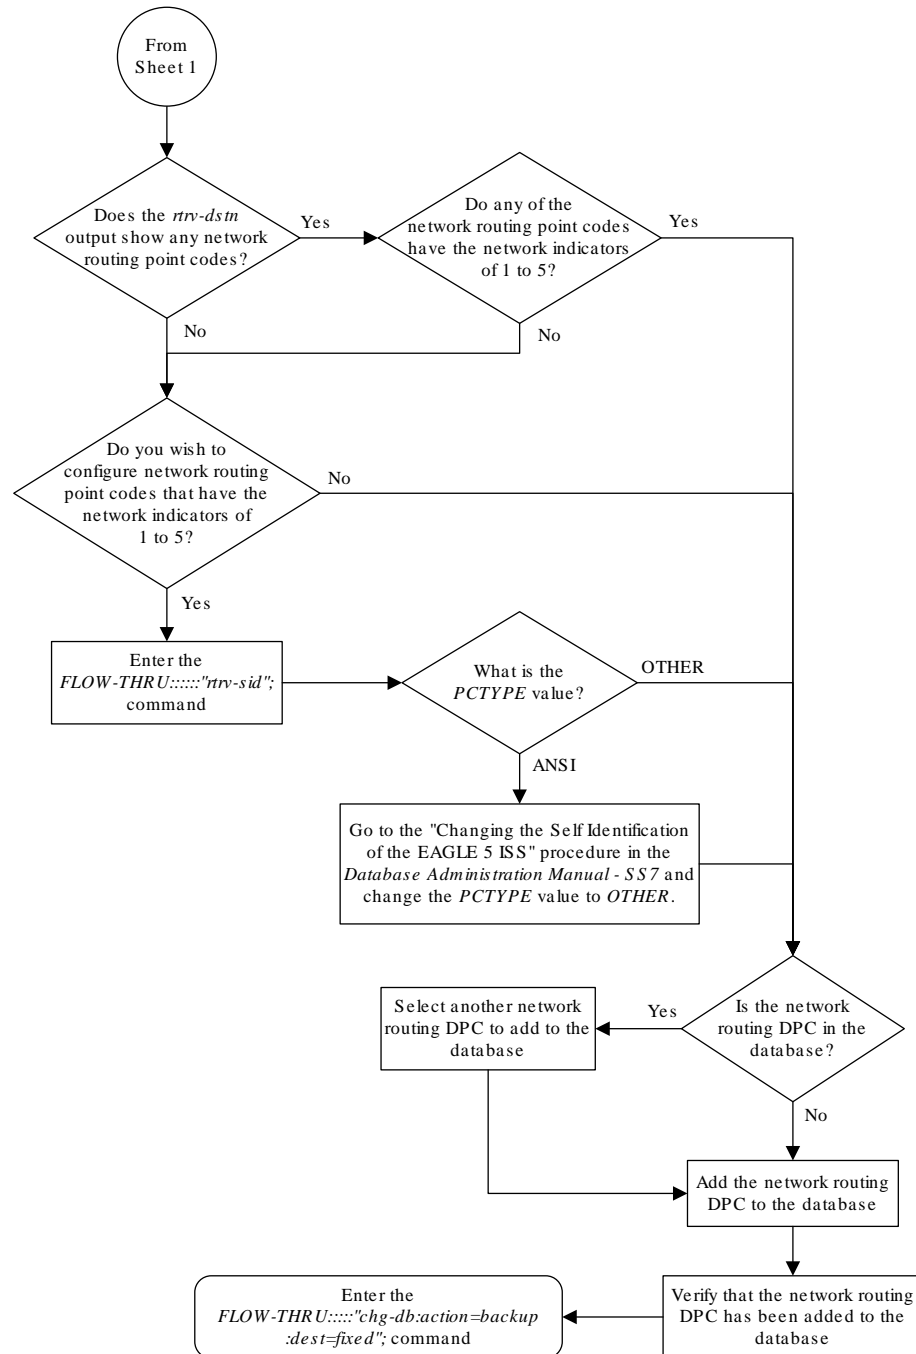 From
Sheet 1
Does the rtrv-dstn
output show any network
routing point codes?
Yes
Do any of the
network routing point codes
have the network indicators
of 1 to 5?
Yes
No
No
Do you wish to
configure network routing
point codes that have the
network indicators of
1 to 5?
No
Yes
Enter the
FLOW-THRU::::::"rtrv-sid";
command
What is the
PCTYPE value?
OTHER
ANSI
Go to the "Changing the Self Identification
of the EAGLE 5 ISS" procedure in the
Database Administration Manual - SS7 and
change the PCTYPE value to OTHER.
Select another network
routing DPC to add to the
database
Yes
Is the network
routing DPC in the
database?
No
Add the network routing
DPC to the database
Enter the
FLOW-THRU:::::"chg-db:action=backup
:dest=fixed"; command
Verify that the network routing
DPC has been added to the
database